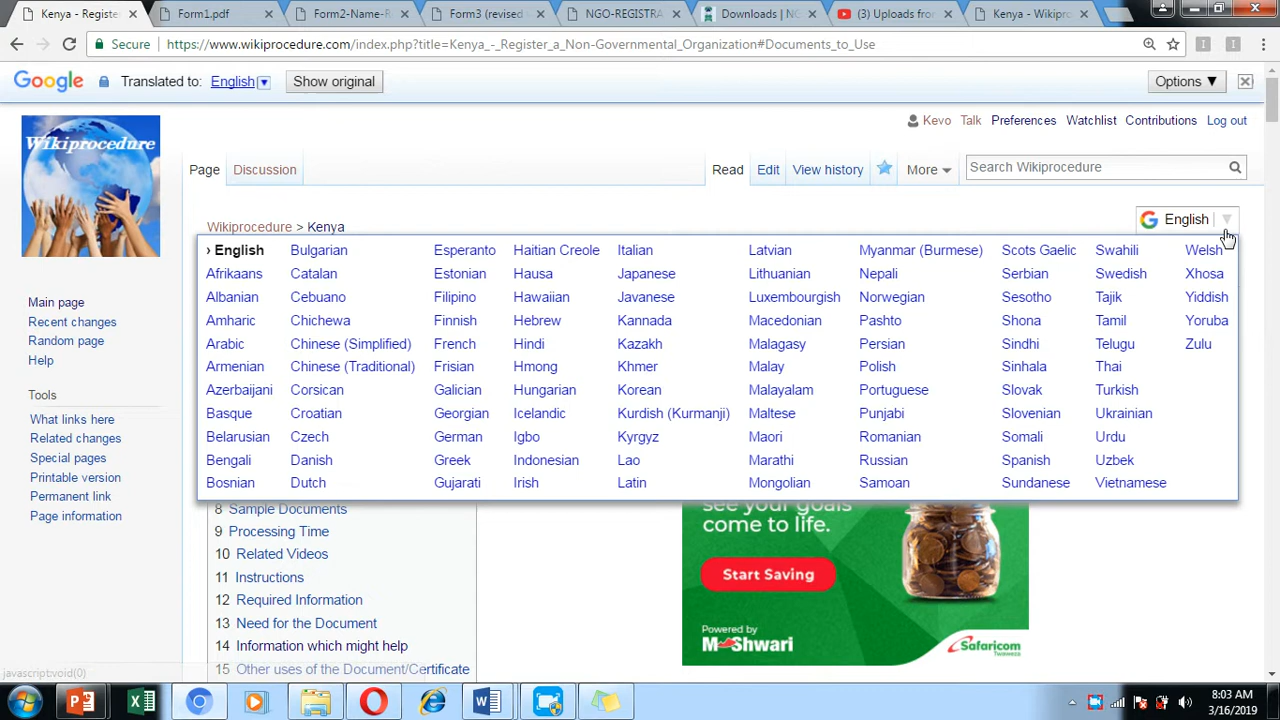 Kenya - Registe
Form1.pdf
Form2-Name-R
Form3 (revised
NGO-REGISTRA
Downloads | NG
(3) Uploads from
Kenya - Wikipro
Secure
https://www.wikiprocedure.com/index.php?title=Kenya_-_Register_a_Non-Governmental_Organization#Documents_to_Use
Google Translated to: English Show original Options ▼
Wikiprocedure
Kevo Talk Preferences Watchlist Contributions Log out
Page Discussion Read Edit View history More Search Wikiprocedure
Wikiprocedure > Kenya
English
› English Bulgarian Esperanto Haitian Creole Italian Latvian Myanmar (Burmese) Scots Gaelic Swahili Welsh
Afrikaans Catalan Estonian Hausa Japanese Lithuanian Nepali Serbian Swedish Xhosa
Albanian Cebuano Filipino Hawaiian Javanese Luxembourgish Norwegian Sesotho Tajik Yiddish
Amharic Chichewa Finnish Hebrew Kannada Macedonian Pashto Shona Tamil Yoruba
Arabic Chinese (Simplified) French Hindi Kazakh Malagasy Persian Sindhi Telugu Zulu
Armenian Chinese (Traditional) Frisian Hmong Khmer Malay Polish Sinhala Thai
Azerbaijani Corsican Galician Hungarian Korean Malayalam Portuguese Slovak Turkish
Basque Croatian Georgian Icelandic Kurdish (Kurmanji) Maltese Punjabi Slovenian Ukrainian
Belarusian Czech German Igbo Kyrgyz Maori Romanian Somali Urdu
Bengali Danish Greek Indonesian Lao Marathi Russian Spanish Uzbek
Bosnian Dutch Gujarati Irish Latin Mongolian Samoan Sundanese Vietnamese
Main page
Recent changes
Random page
Help
Tools
What links here
Related changes
Special pages
Printable version
Permanent link
Page information
8 Sample Documents
9 Processing Time
10 Related Videos
11 Instructions
12 Required Information
13 Need for the Document
14 Information which might help
15 Other uses of the Document/Certificate
see your goals
come to life.
Start Saving
Powered by
M-Shwari
Safaricom
Twaweza
javascript:void(0)
8:03 AM
3/16/2019